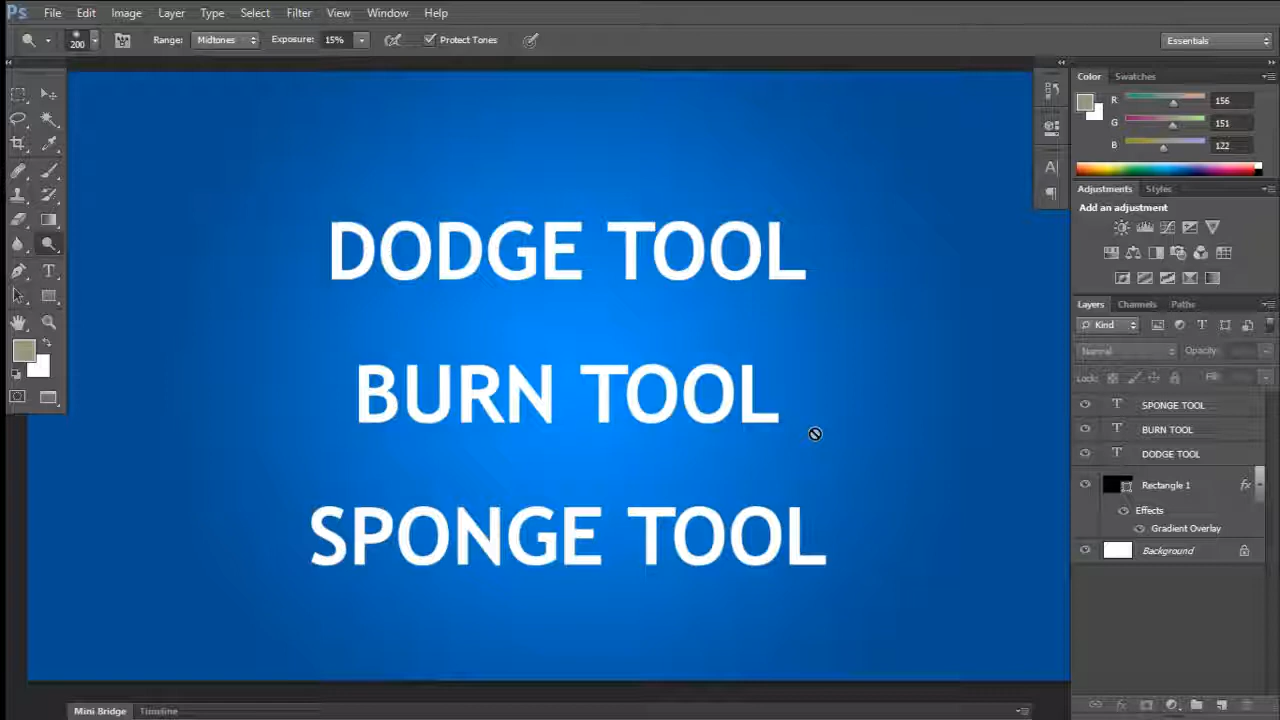 Ps File Edit Image Layer Type Select Filter View Window Help
200 Range: Midtones Exposure: 15% Protect Tones Essentials
Color Swatches
R 156
G 151
B 122
Adjustments Styles
Add an adjustment
Layers Channels Paths
Kind
Normal Opacity:
Lock: Fill:
T SPONGE TOOL
T BURN TOOL
T DODGE TOOL
Rectangle 1 fx
Effects
Gradient Overlay
Background
DODGE TOOL
BURN TOOL
SPONGE TOOL
Mini Bridge Timeline